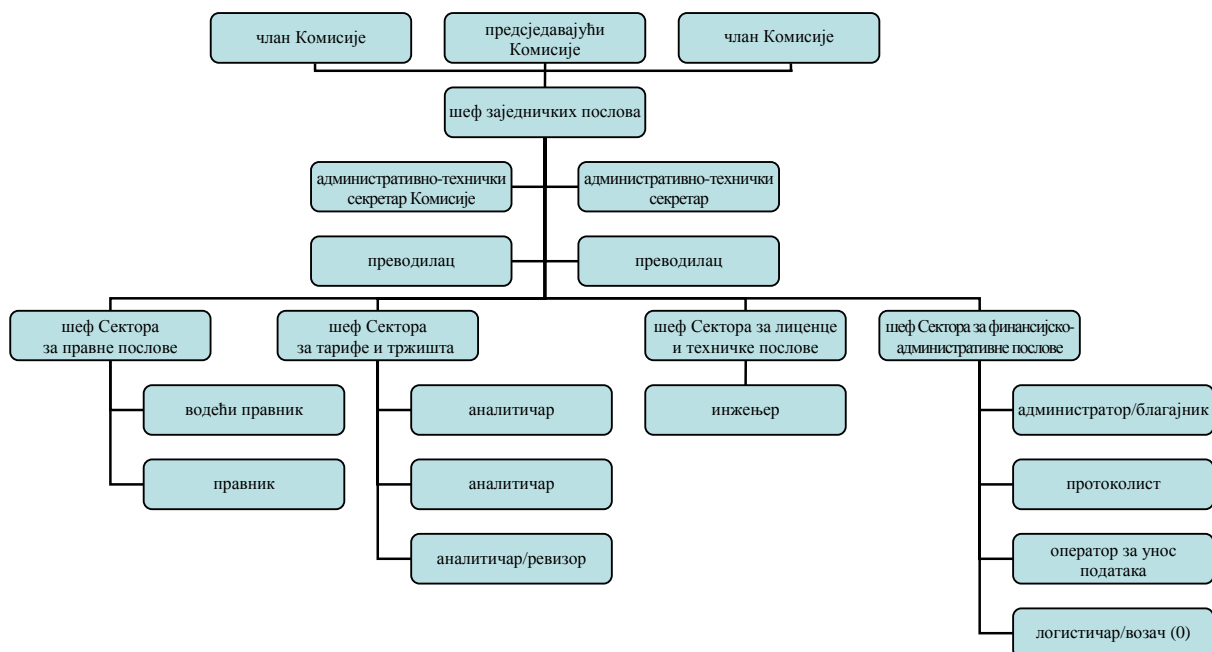 члан Комисије
предсједавајући
Комисије
члан Комисије
шеф заједничких послова
административно-технички
секретар Комисије
административно-технички
секретар
преводилац
преводилац
шеф Сектора
за правне послове
шеф Сектора
за тарифе и тржишта
шеф Сектора за лиценце
и техничке послове
шеф Сектора за финансијско-
административне послове
водећи правник
правник
аналитичар
аналитичар
аналитичар/ревизор
инжењер
администратор/благајник
протоколист
оператор за унос
података
логистичар/возач (0)